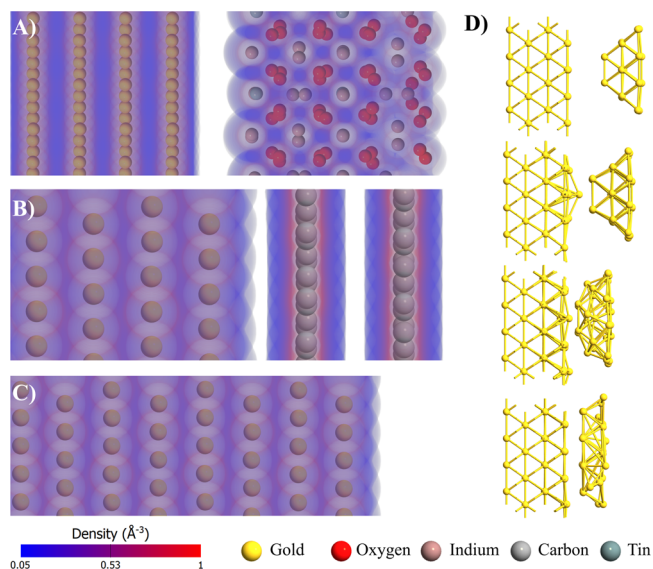 A)
D)
B)
C)
Density (Å⁻³)
0.05 0.53 1
Gold Oxygen Indium Carbon Tin